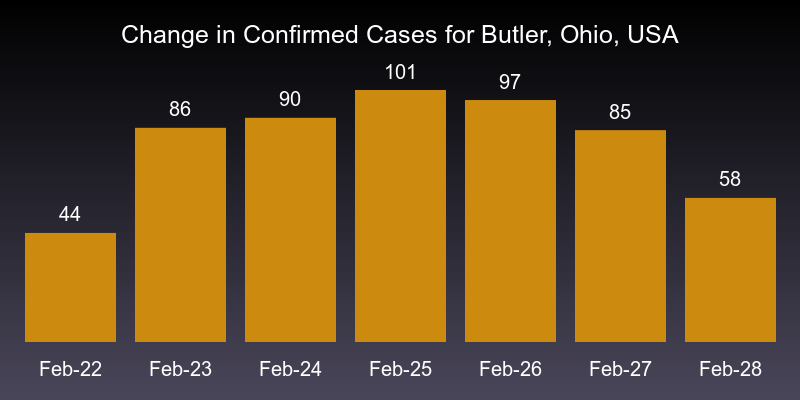 Change in Confirmed Cases for Butler, Ohio, USA
44
86
90
101
97
85
58
Feb-22
Feb-23
Feb-24
Feb-25
Feb-26
Feb-27
Feb-28